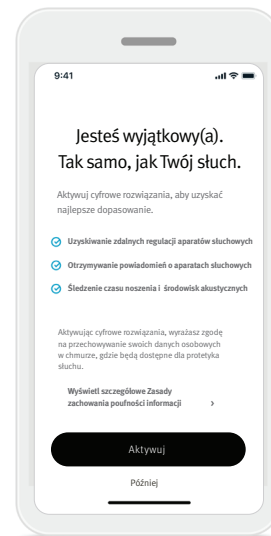 9:41
Jesteś wyjątkowy(a).
Tak samo, jak Twój słuch.
Aktywuj cyfrowe rozwiązania, aby uzyskać
najlepsze dopasowanie.
Uzyskiwanie zdalnych regulacji aparatów słuchowych
Otrzymywanie powiadomień o aparatach słuchowych
Śledzenie czasu noszenia i środowisk akustycznych
Aktywując cyfrowe rozwiązania, wyrażasz zgodę
na przechowywanie swoich danych osobowych
w chmurze, gdzie będą dostępne dla protetyka
słuchu.
Wyświetl szczegółowe Zasady
zachowania poufności informacji
Aktywuj
Później